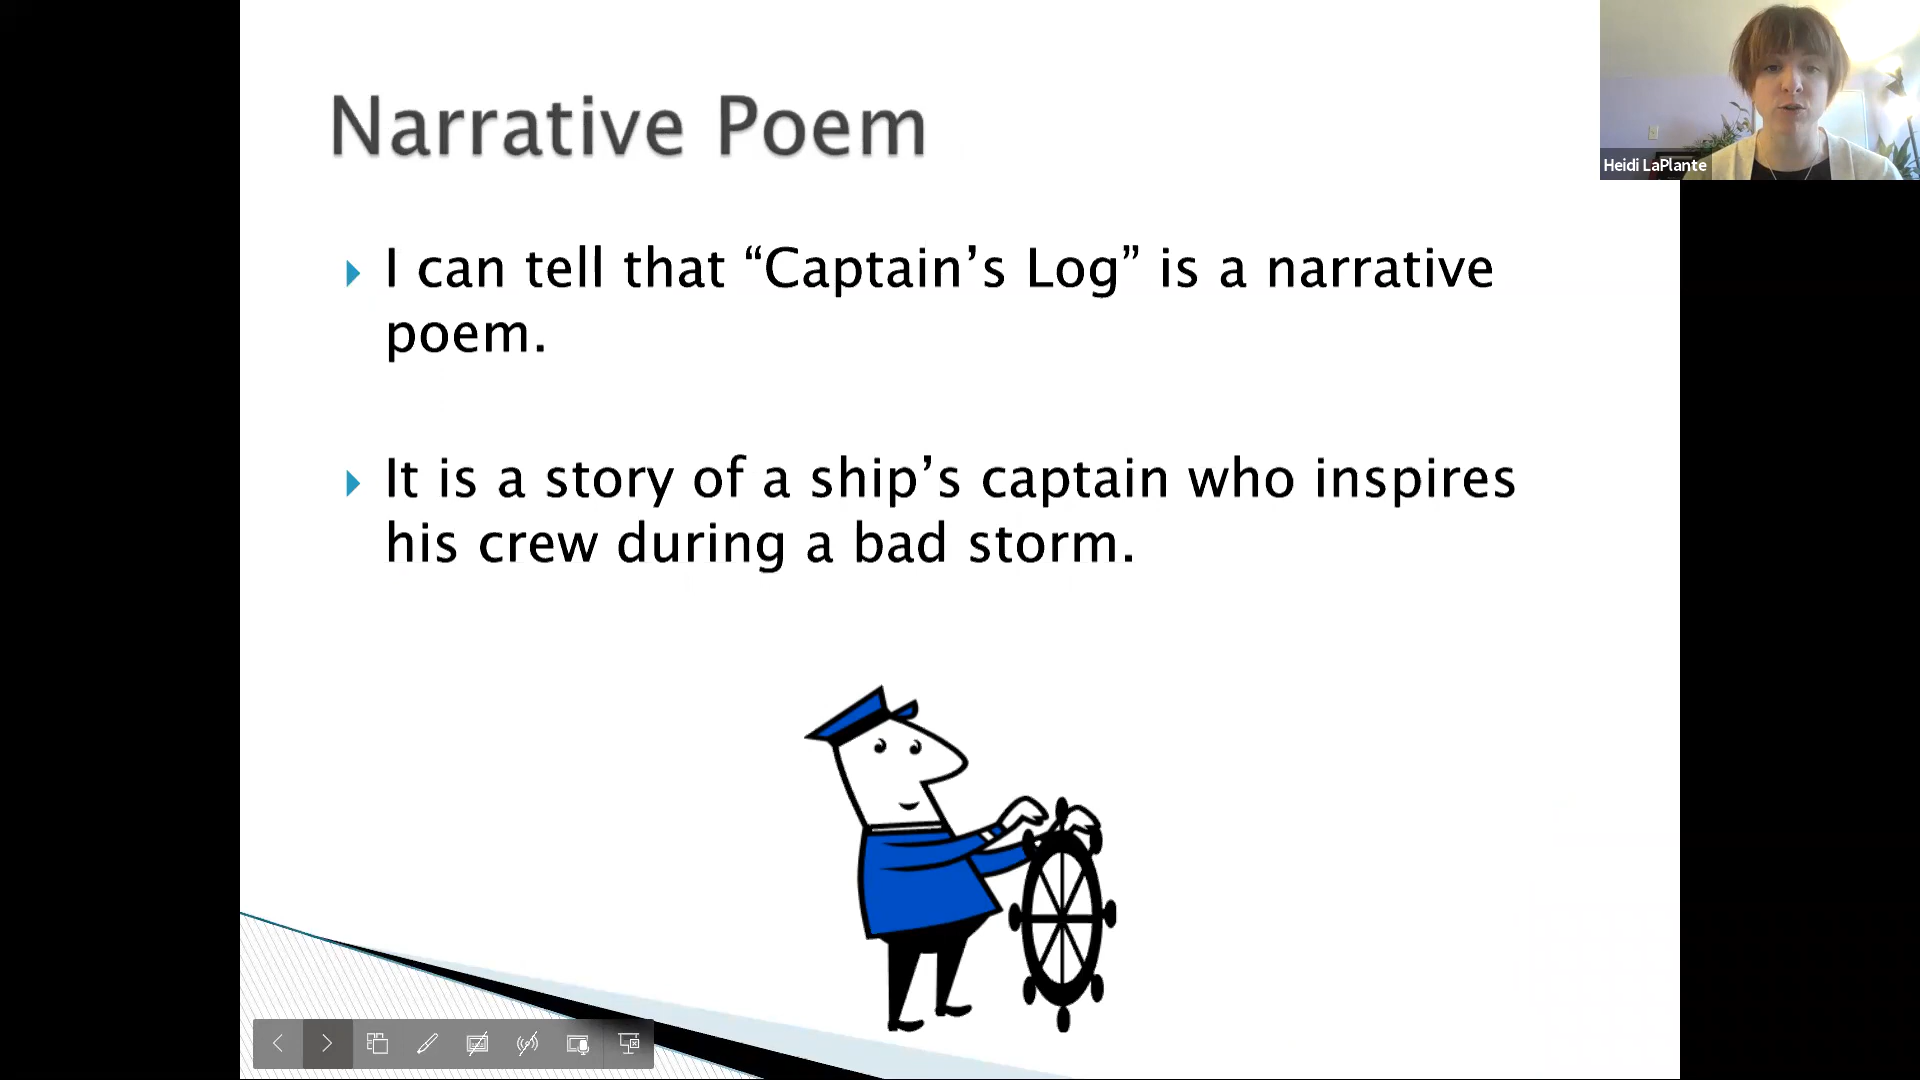 Narrative Poem
I can tell that “Captain’s Log” is a narrative
poem.
It is a story of a ship’s captain who inspires
his crew during a bad storm.
Heidi LaPlante